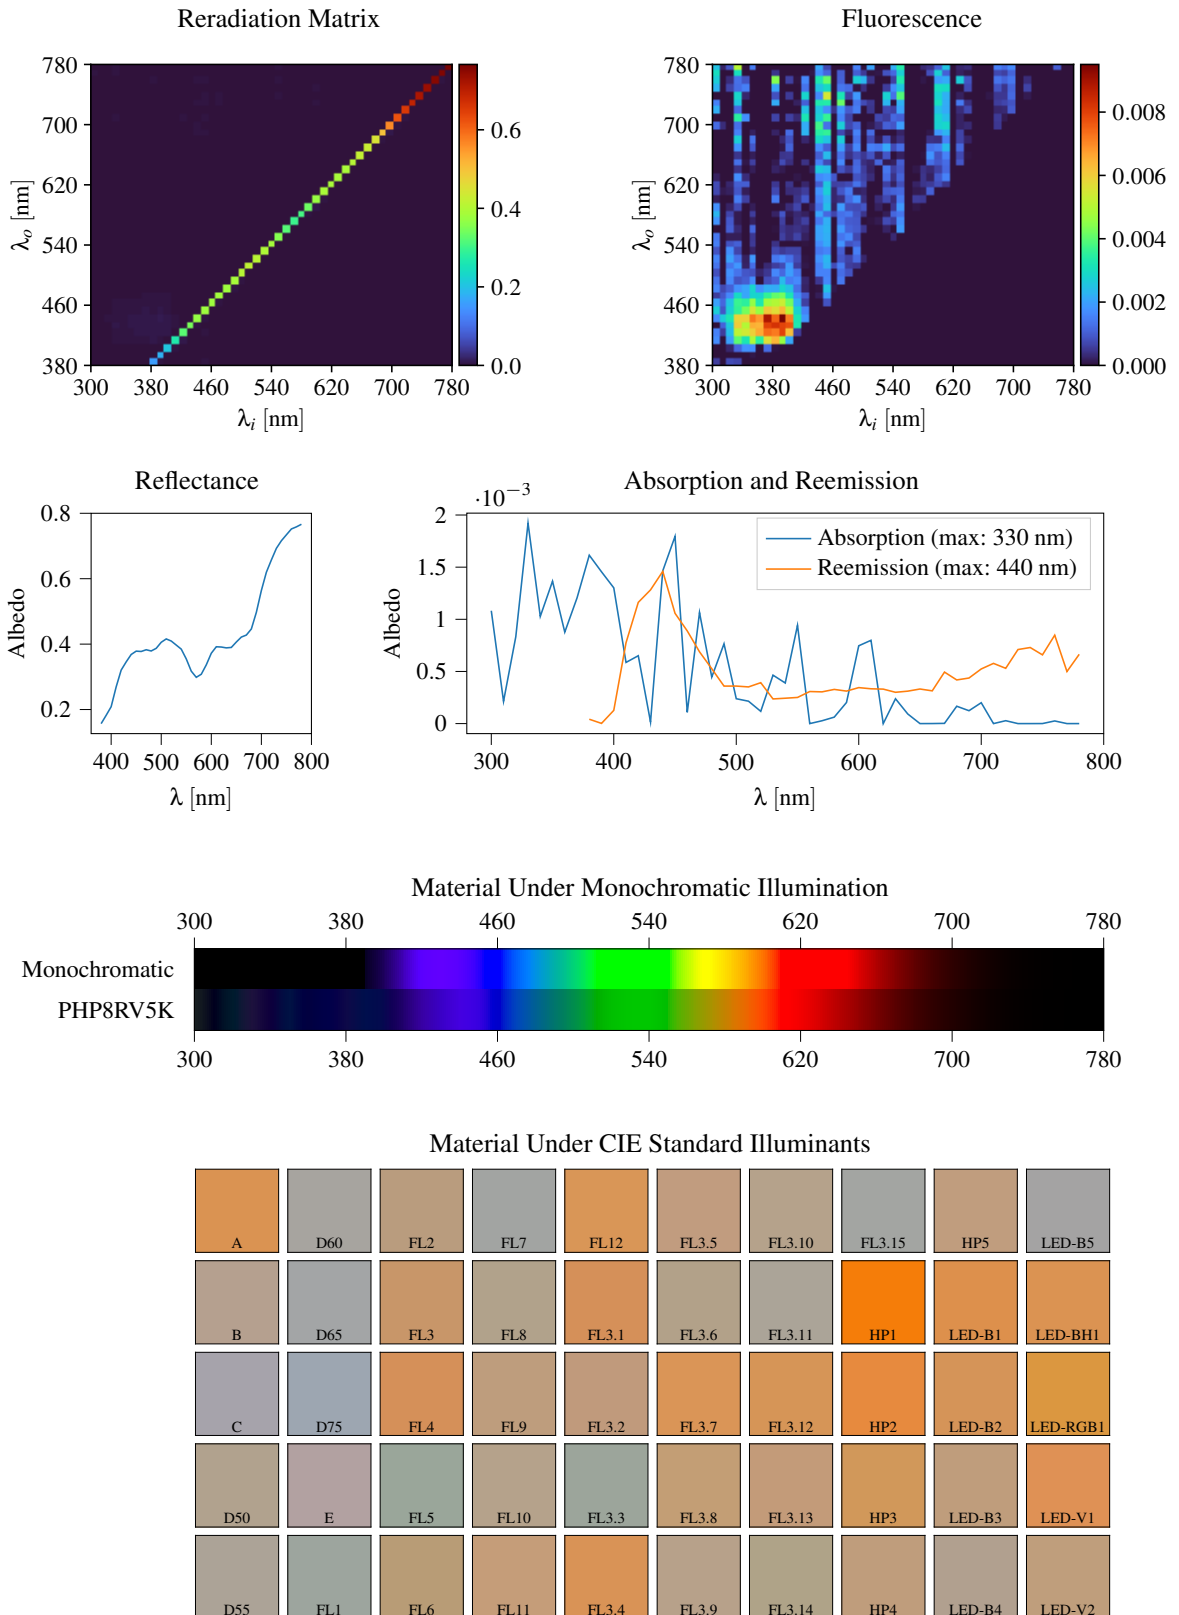 Reradiation Matrix
Fluorescence
780
700
620
540
460
380
λo [nm]
300 380 460 540 620 700 780
λi [nm]
0.6
0.4
0.2
0.0
780
700
620
540
460
380
λo [nm]
300 380 460 540 620 700 780
λi [nm]
0.008
0.006
0.004
0.002
0.000
Reflectance
0.8
0.6
0.4
0.2
Albedo
400 500 600 700 800
λ [nm]
Absorption and Reemission
·10−3
2
1.5
1
0.5
0
Albedo
Absorption (max: 330 nm)
Reemission (max: 440 nm)
300 400 500 600 700 800
λ [nm]
Material Under Monochromatic Illumination
300 380 460 540 620 700 780
Monochromatic
PHP8RV5K
300 380 460 540 620 700 780
Material Under CIE Standard Illuminants
A D60 FL2 FL7 FL12 FL3.5 FL3.10 FL3.15 HP5 LED-B5
B D65 FL3 FL8 FL3.1 FL3.6 FL3.11 HP1 LED-B1 LED-BH1
C D75 FL4 FL9 FL3.2 FL3.7 FL3.12 HP2 LED-B2 LED-RGB1
D50 E FL5 FL10 FL3.3 FL3.8 FL3.13 HP3 LED-B3 LED-V1
D55 FL1 FL6 FL11 FL3.4 FL3.9 FL3.14 HP4 LED-B4 LED-V2